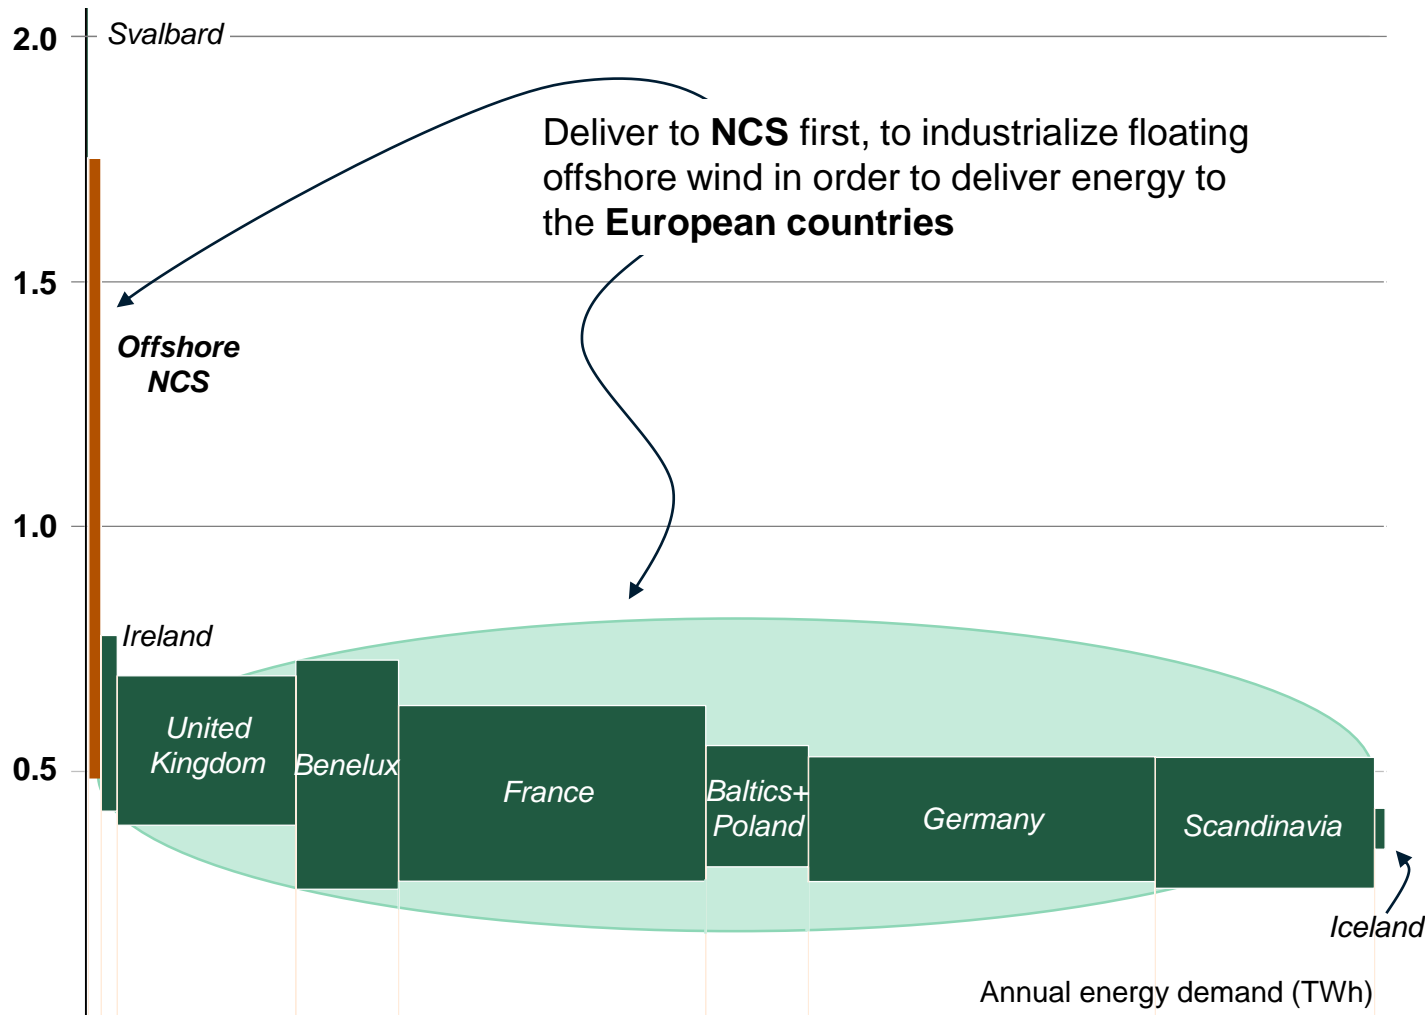 2.0
Svalbard
Deliver to NCS first, to industrialize floating
offshore wind in order to deliver energy to
the European countries
1.5
Offshore
NCS
1.0
Ireland
0.5
United
Kingdom
Benelux
France
Baltics+
Poland
Germany
Scandinavia
Iceland
Annual energy demand (TWh)